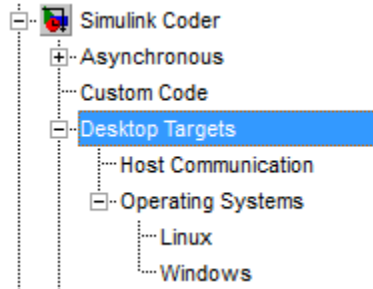 Simulink Coder
Asynchronous
Custom Code
Desktop Targets
Host Communication
Operating Systems
Linux
Windows